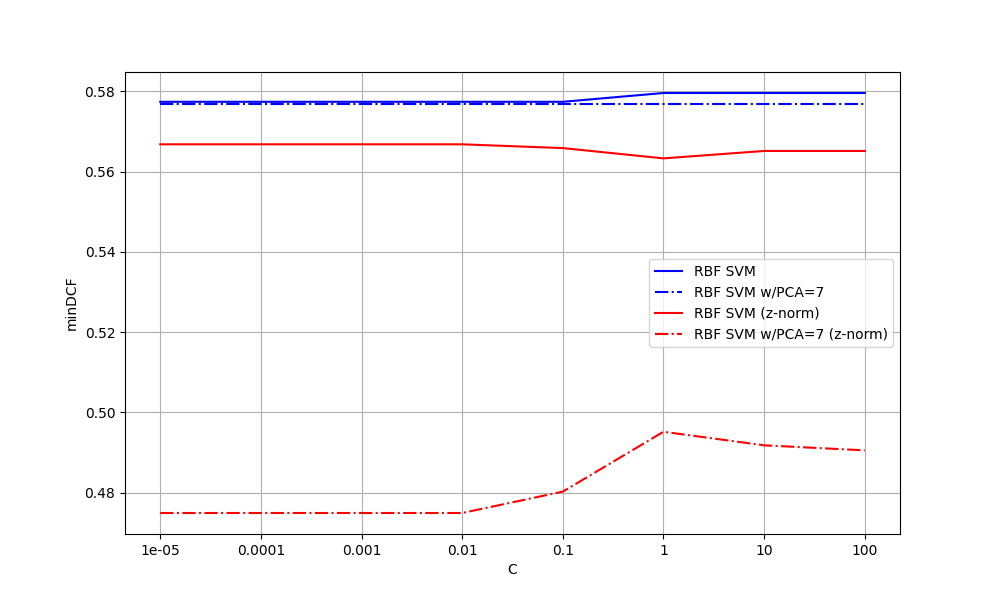 0.58
0.56
0.54
0.52
0.50
0.48
minDCF
RBF SVM
RBF SVM w/PCA=7
RBF SVM (z-norm)
RBF SVM w/PCA=7 (z-norm)
1e-05 0.0001 0.001 0.01 0.1 1 10 100
C